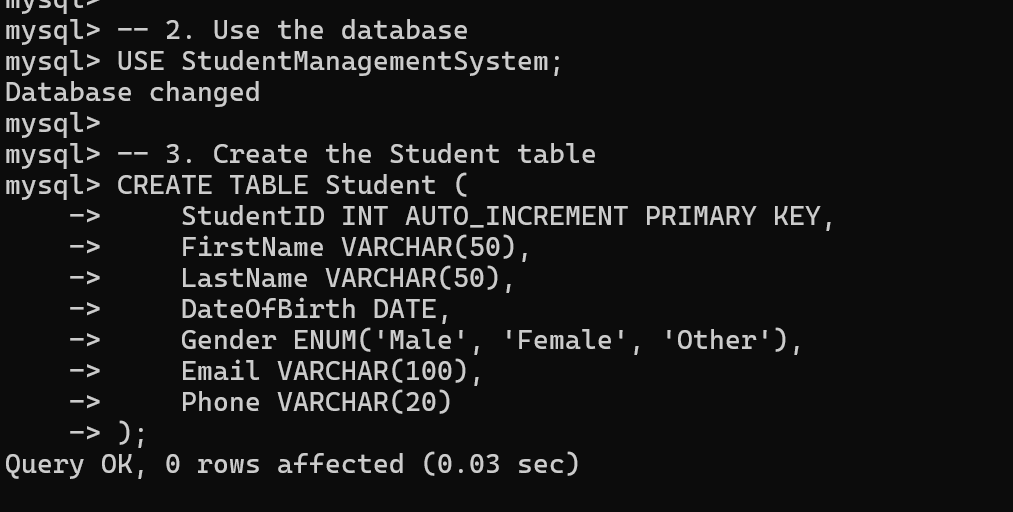 mysql>
mysql> -- 2. Use the database
mysql> USE StudentManagementSystem;
Database changed
mysql>
mysql> -- 3. Create the Student table
mysql> CREATE TABLE Student (
    ->     StudentID INT AUTO_INCREMENT PRIMARY KEY,
    ->     FirstName VARCHAR(50),
    ->     LastName VARCHAR(50),
    ->     DateOfBirth DATE,
    ->     Gender ENUM('Male', 'Female', 'Other'),
    ->     Email VARCHAR(100),
    ->     Phone VARCHAR(20)
    -> );
Query OK, 0 rows affected (0.03 sec)